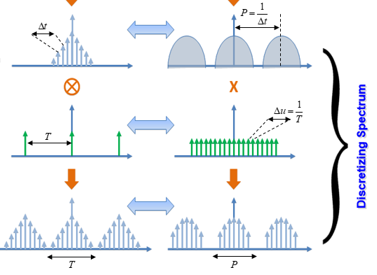 Δt
P = 1/Δt
⊗
X
T
Δu = 1/T
T
P
Discretizing Spectrum